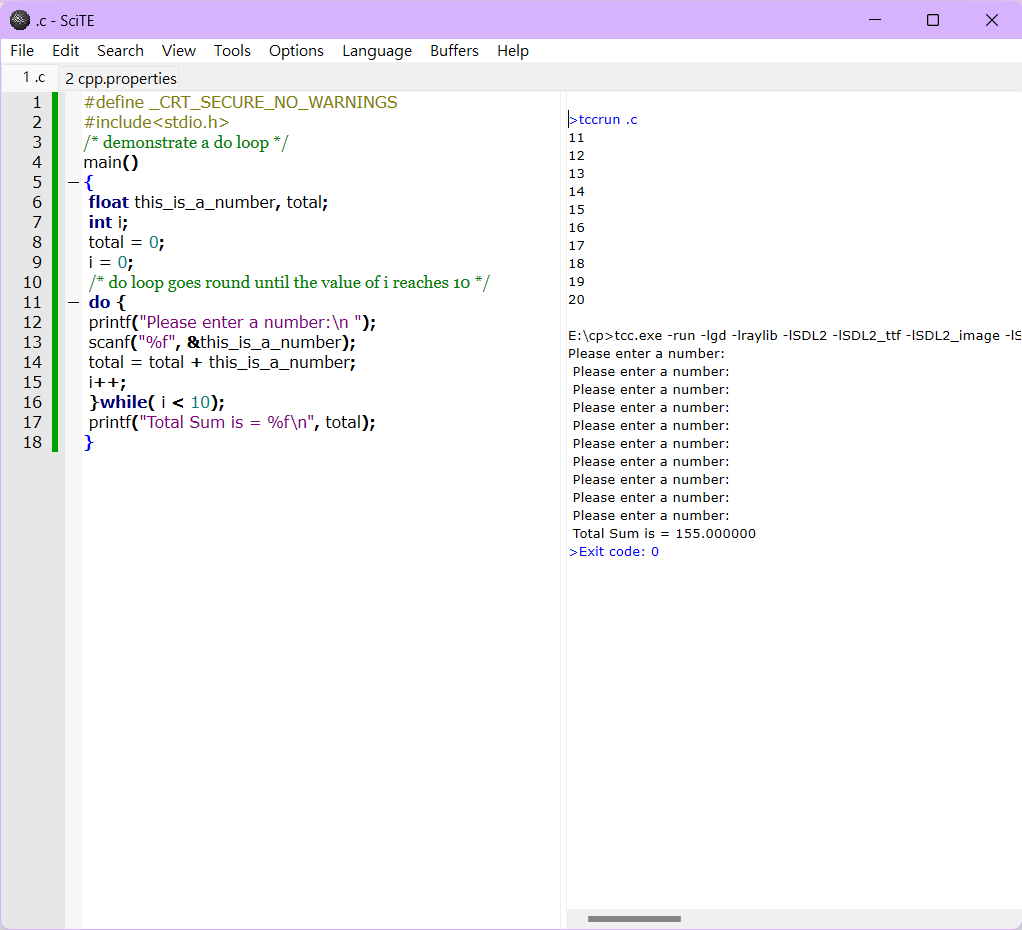 .c - SciTE
File Edit Search View Tools Options Language Buffers Help
1 .c 2 cpp.properties
1 #define _CRT_SECURE_NO_WARNINGS
2 #include<stdio.h>
3 /* demonstrate a do loop */
4 main()
5 {
6 float this_is_a_number, total;
7 int i;
8 total = 0;
9 i = 0;
10 /* do loop goes round until the value of i reaches 10 */
11 do {
12 printf("Please enter a number:\n ");
13 scanf("%f", &this_is_a_number);
14 total = total + this_is_a_number;
15 i++;
16 }while( i < 10);
17 printf("Total Sum is = %f\n", total);
18 }
>tccrun .c
11
12
13
14
15
16
17
18
19
20
E:\cp>tcc.exe -run -lgd -lraylib -lSDL2 -lSDL2_ttf -lSDL2_image -lS
Please enter a number:
Please enter a number:
Please enter a number:
Please enter a number:
Please enter a number:
Please enter a number:
Please enter a number:
Please enter a number:
Please enter a number:
Please enter a number:
Total Sum is = 155.000000
>Exit code: 0